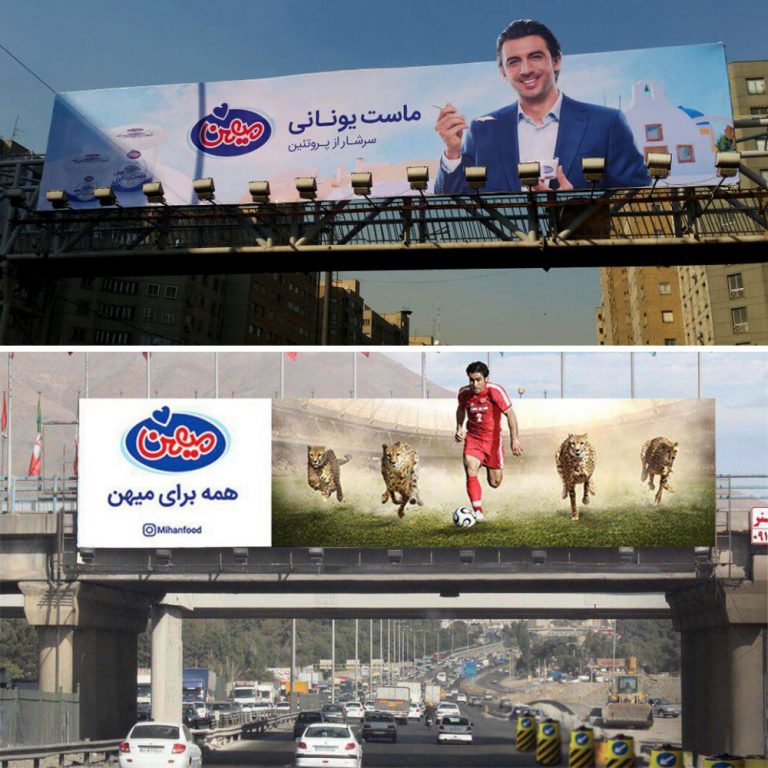 میهن
ماست یونانی
سرشار از پروتئین
میهن
همه برای میهن
Mihanfood